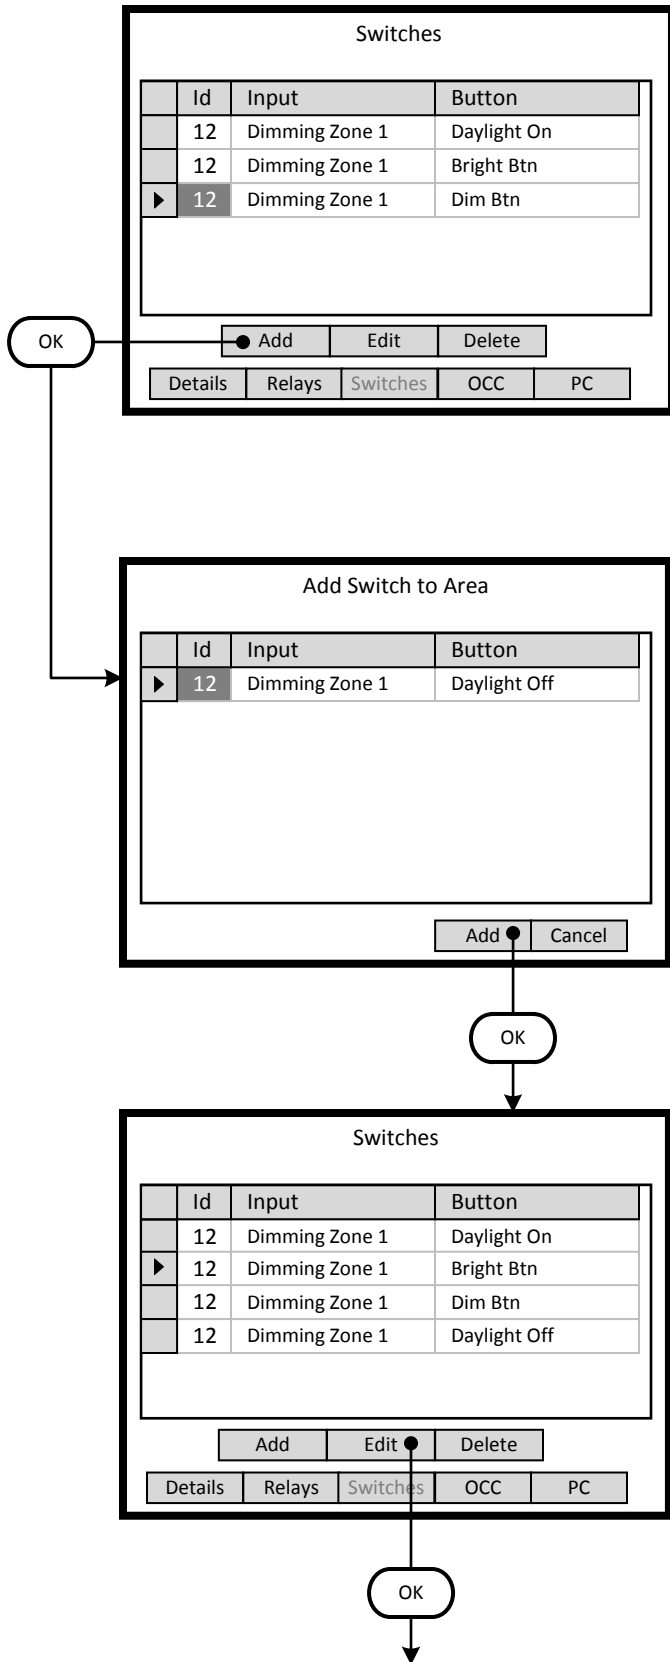 Switches
Id Input Button
12 Dimming Zone 1 Daylight On
12 Dimming Zone 1 Bright Btn
12 Dimming Zone 1 Dim Btn
OK Add Edit Delete
Details Relays Switches OCC PC
Add Switch to Area
Id Input Button
12 Dimming Zone 1 Daylight Off
Add Cancel
OK
Switches
Id Input Button
12 Dimming Zone 1 Daylight On
12 Dimming Zone 1 Bright Btn
12 Dimming Zone 1 Dim Btn
12 Dimming Zone 1 Daylight Off
Add Edit Delete
Details Relays Switches OCC PC
OK